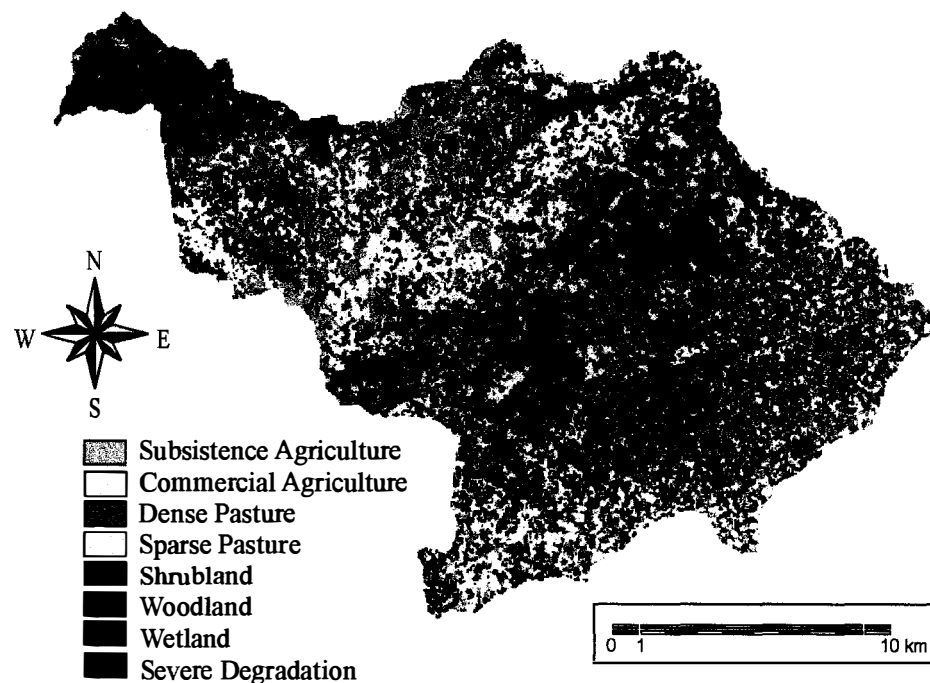 N
W E
S
Subsistence Agriculture
Commercial Agriculture
Dense Pasture
Sparse Pasture
Shrubland
Woodland
Wetland
Severe Degradation
0 1 10 km